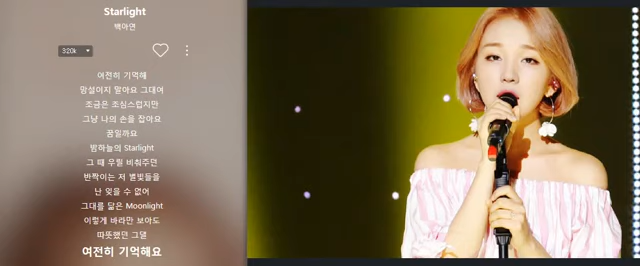 Starlight
백아연
320k
여전히 기억해
망설이지 말아요 그대여
조금은 조심스럽지만
그냥 나의 손을 잡아요
꿈일까요
밤하늘의 Starlight
그 때 우릴 비춰주던
반짝이는 저 별빛들을
난 잊을 수 없어
그대를 닮은 Moonlight
이렇게 바라만 보아도
따뜻했던 그댈
여전히 기억해요